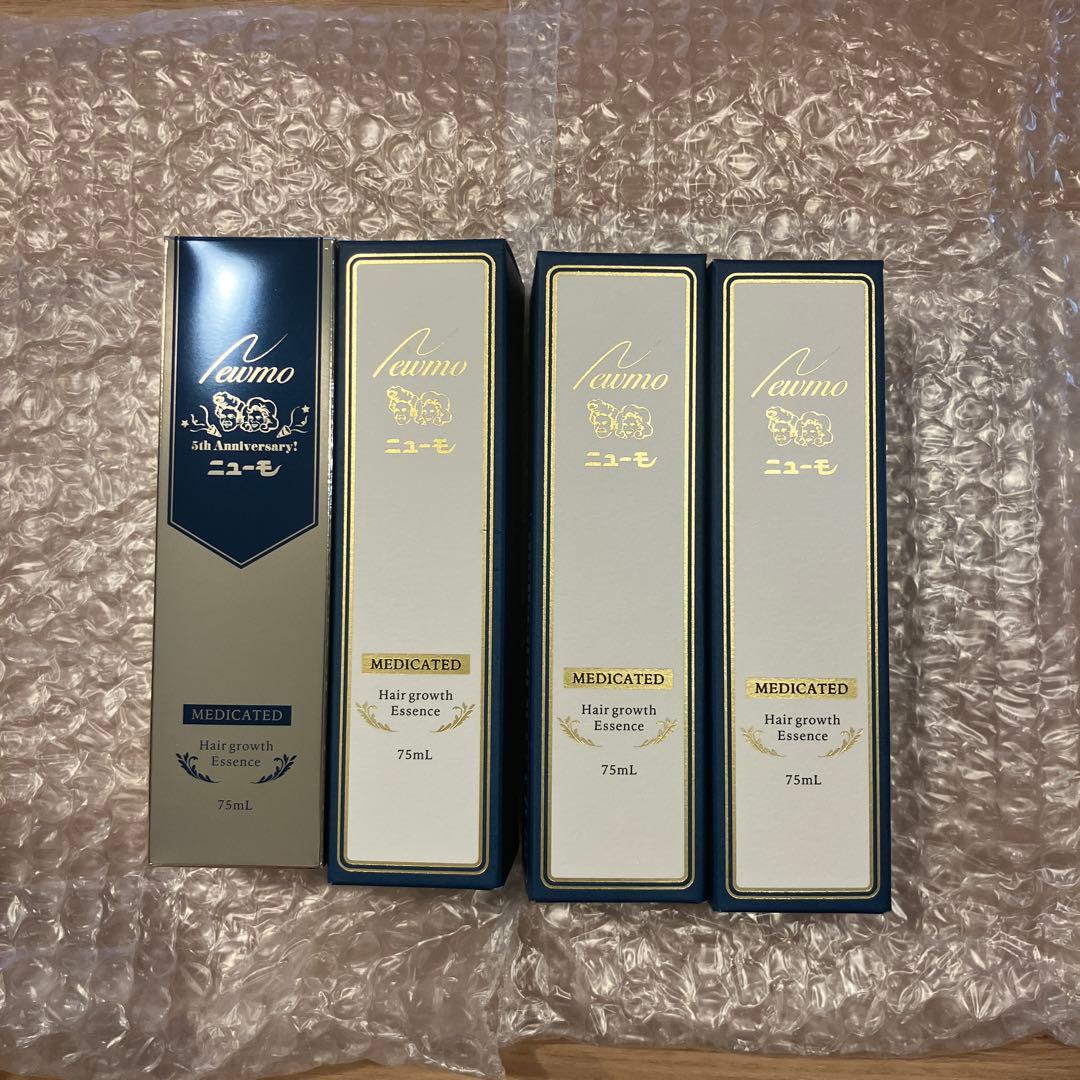 Newmo
5th Anniversary!
ニューモ
MEDICATED
Hair growth
Essence
75mL
Newmo
ニューモ
MEDICATED
Hair growth
Essence
75mL
Newmo
ニューモ
MEDICATED
Hair growth
Essence
75mL
Newmo
ニューモ
MEDICATED
Hair growth
Essence
75mL